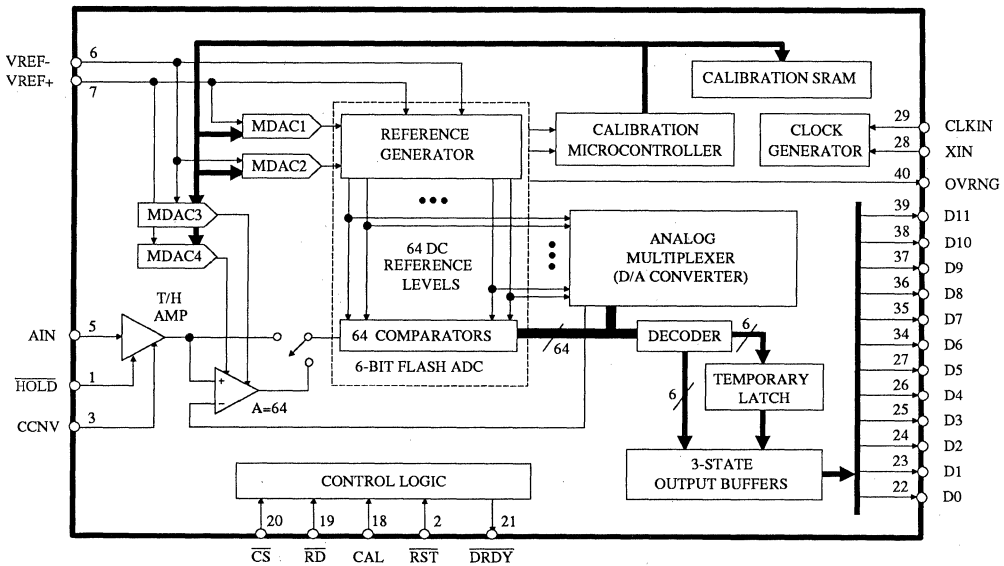 6
VREF-
VREF+
7
CALIBRATION SRAM
MDAC1
REFERENCE
GENERATOR
CALIBRATION
MICROCONTROLLER
CLOCK
GENERATOR
29
CLKIN
28
XIN
MDAC2
40
OVRNG
MDAC3
MDAC4
•••
64 DC
REFERENCE
LEVELS
ANALOG
MULTIPLEXER
(D/A CONVERTER)
39
D11
38
D10
37
D9
36
D8
35
D7
34
D6
27
D5
26
D4
25
D3
24
D2
23
D1
22
D0
T/H
AMP
AIN
5
HOLD
1
CCNV
3
+
−
A=64
64 COMPARATORS
6-BIT FLASH ADC
64
DECODER
6
6
TEMPORARY
LATCH
3-STATE
OUTPUT BUFFERS
CONTROL LOGIC
20
19
18
2
21
CS
RD
CAL
RST
DRDY